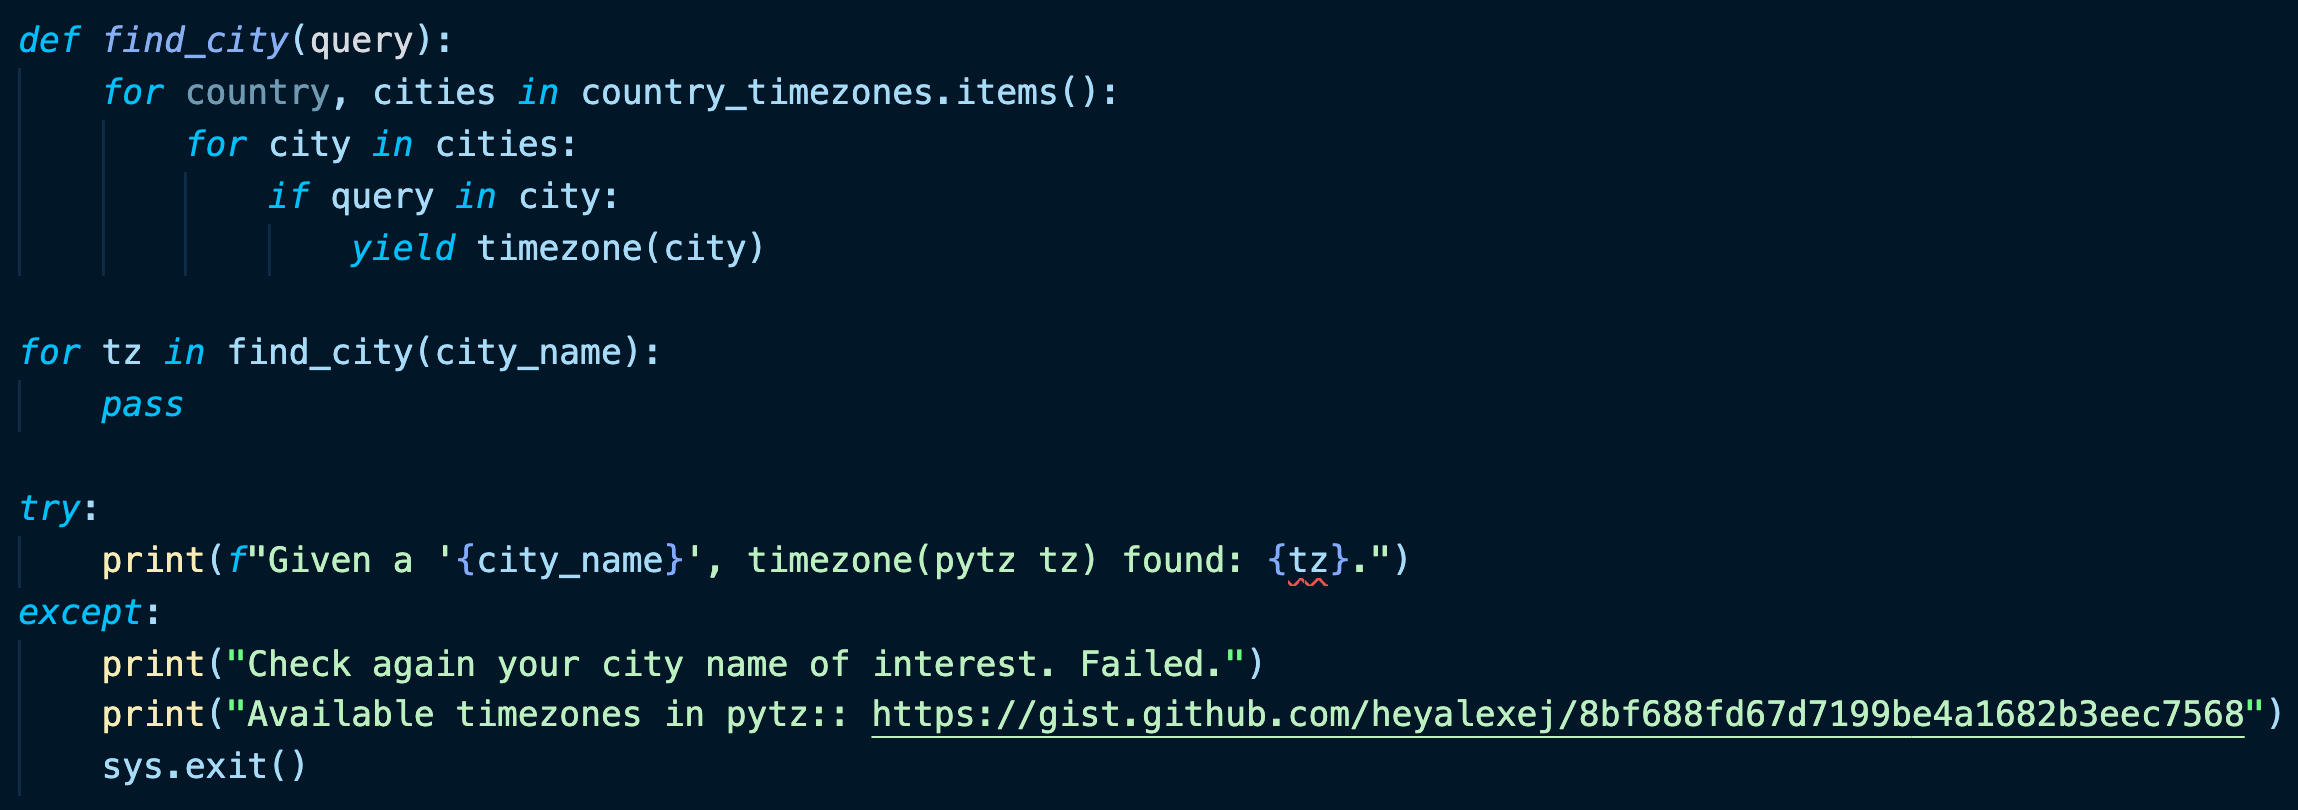 def find_city(query):
    for country, cities in country_timezones.items():
        for city in cities:
            if query in city:
                yield timezone(city)
for tz in find_city(city_name):
    pass
try:
    print(f"Given a '{city_name}', timezone(pytz tz) found: {tz}.")
except:
    print("Check again your city name of interest. Failed.")
    print("Available timezones in pytz:: https://gist.github.com/heyalexej/8bf688fd67d7199be4a1682b3eec7568")
    sys.exit()